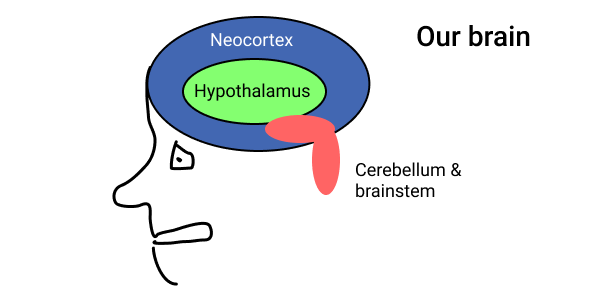 Our brain
Neocortex
Hypothalamus
Cerebellum &
brainstem